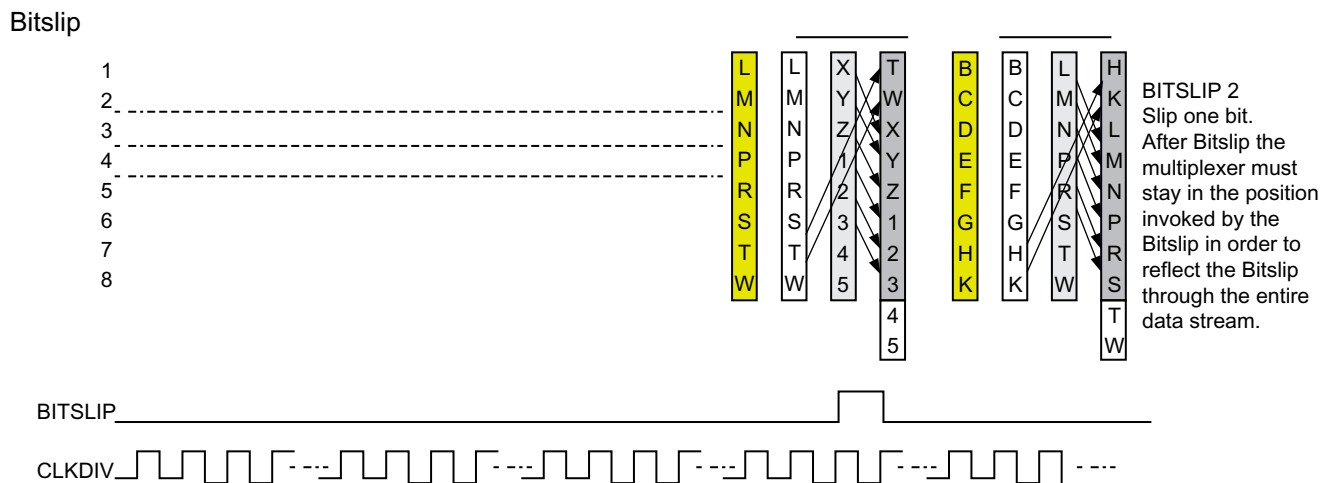 Bitslip
1 L L X T B B L H
2 M M Y W C C M K
3 N N Z X D D N L
4 P P 1 Y E E P M
5 R R 2 Z F F R N
6 S S 3 1 G G S P
7 T T 4 2 H H T R
8 W W 5 3 K K W S
4 T
5 W
BITSLIP 2
Slip one bit.
After Bitslip the
multiplexer must
stay in the position
invoked by the
Bitslip in order to
reflect the Bitslip
through the entire
data stream.
BITSLIP
CLKDIV